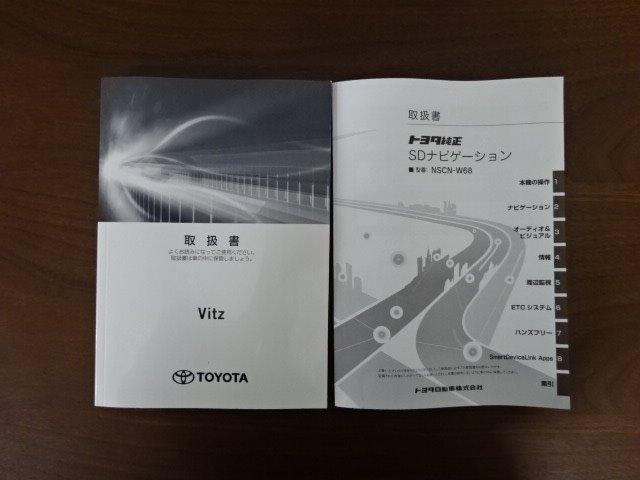 取扱書
よくお読みになってご使用ください。
取扱書は車の中に保管しましょう。
Vitz
TOYOTA
取扱書
トヨタ純正
SDナビゲーション
■ 型番: NSCN-W68
本機の操作 1
ナビゲーション 2
オーディオ&
ビジュアル 3
情報 4
周辺監視 5
ETCシステム 6
ハンズフリー 7
SmartDeviceLink Apps 8
索引
トヨタ自動車株式会社